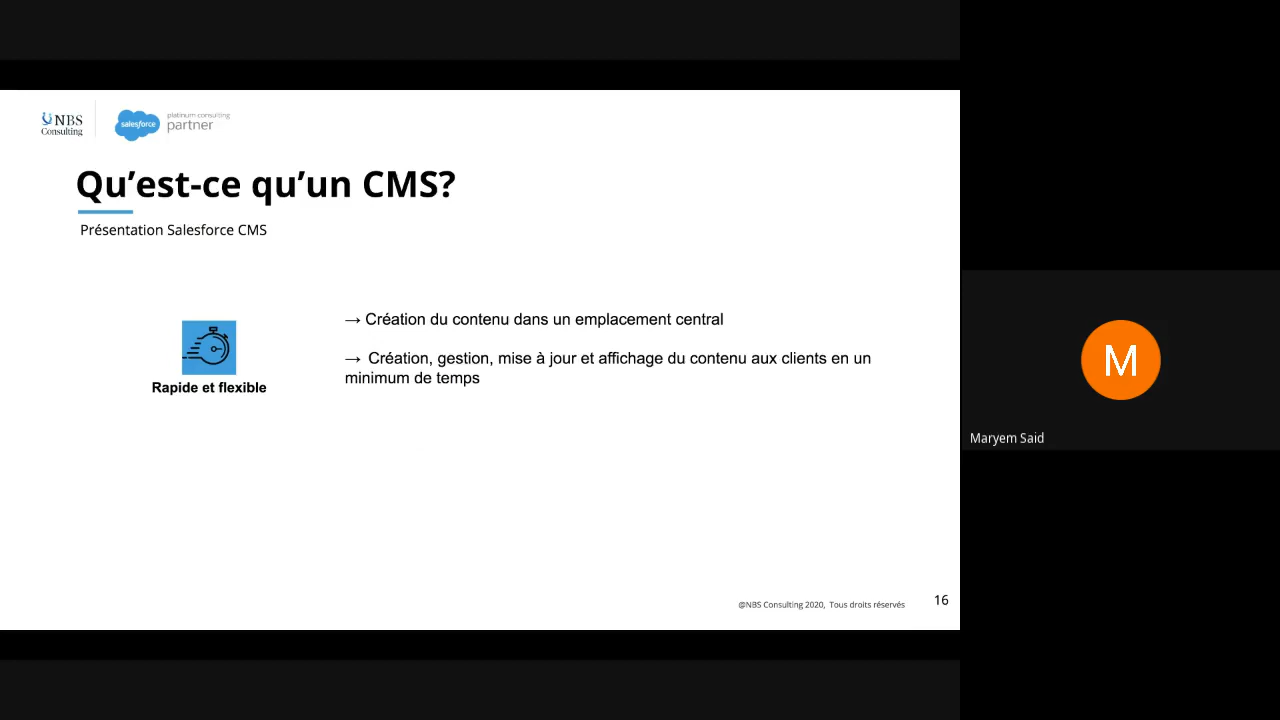 NBS
Consulting
salesforce
platinum consulting
partner
Qu’est-ce qu’un CMS?
Présentation Salesforce CMS
→ Création du contenu dans un emplacement central
→ Création, gestion, mise à jour et affichage du contenu aux clients en un
minimum de temps
Rapide et flexible
M
Maryem Said
@NBS Consulting 2020, Tous droits réservés
16